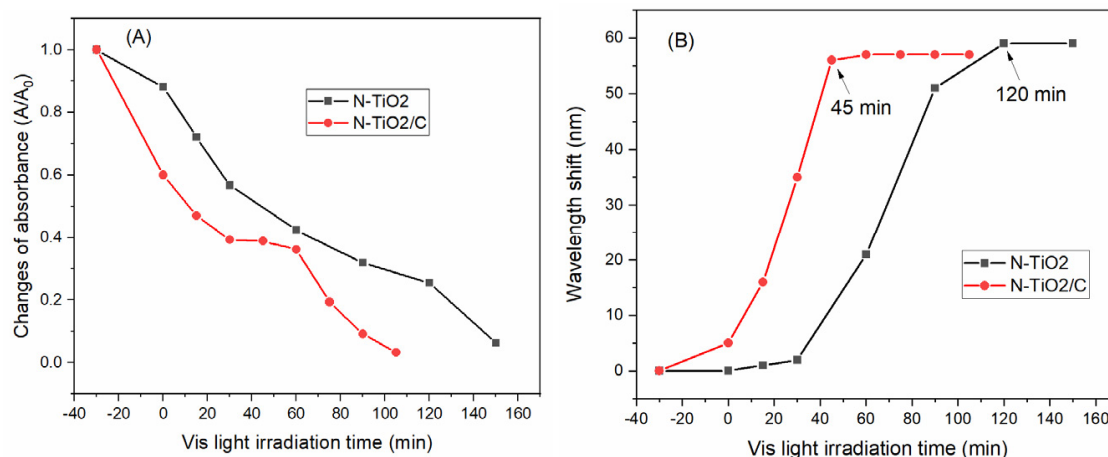 (A)
N-TiO2
N-TiO2/C
Changes of absorbance (A/A₀)
1.0
0.8
0.6
0.4
0.2
0.0
-40 -20 0 20 40 60 80 100 120 140 160
Vis light irradiation time (min)
(B)
45 min
120 min
N-TiO2
N-TiO2/C
Wavelength shift (nm)
60
50
40
30
20
10
0
-40 -20 0 20 40 60 80 100 120 140 160
Vis light irradiation time (min)